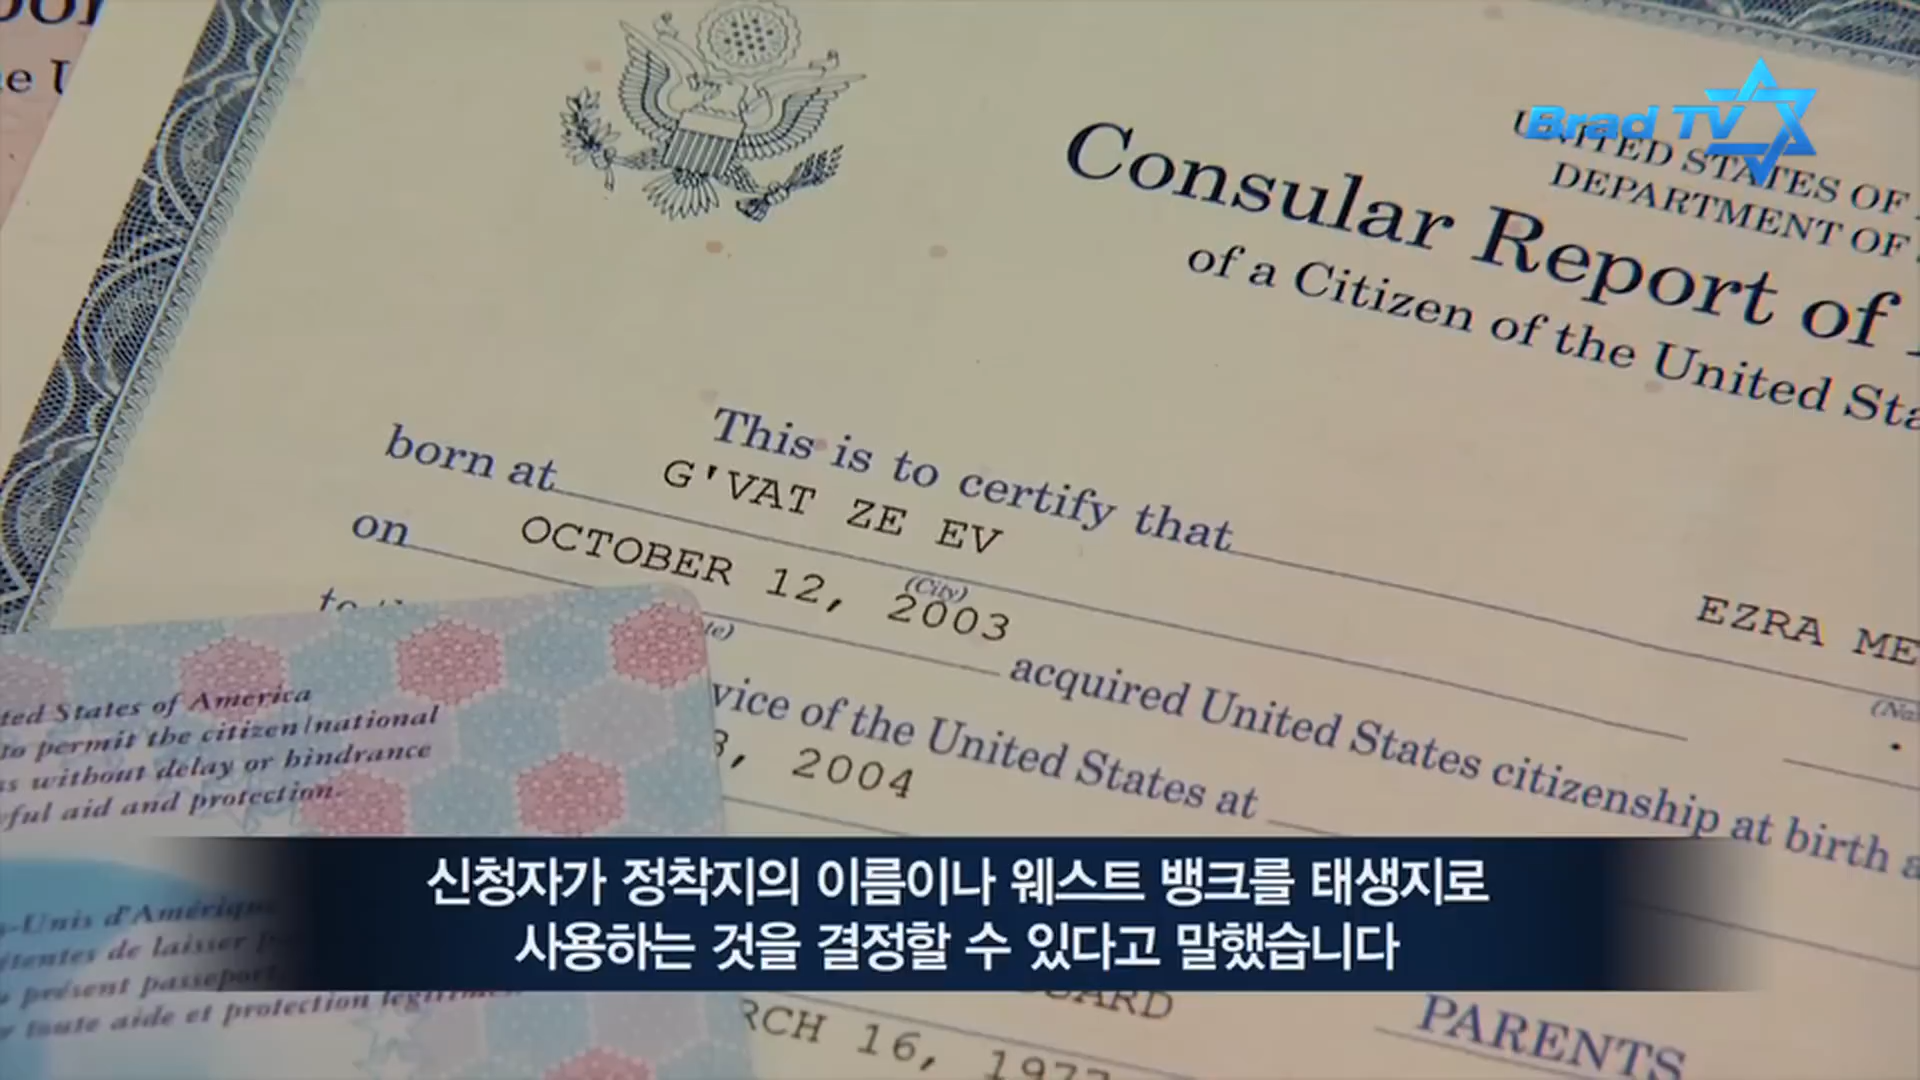 Brad TV
UNITED STATES OF
DEPARTMENT OF
Consular Report of
of a Citizen of the United
This is to certify that
EZRA
born at G'VAT ZE EV
(City)
on OCTOBER 12, 2003
acquired United States citizenship at birth
vice of the United States at
2004
ted States of America
to permit the citizen/national
s without delay or hindrance
ful aid and protection.
신청자가 정착지의 이름이나 웨스트 뱅크를 태생지로
사용하는 것을 결정할 수 있다고 말했습니다
-Unis d'Amérique
tentes de laisser
présent passeport
toute aide et protection
16,
PARENTS